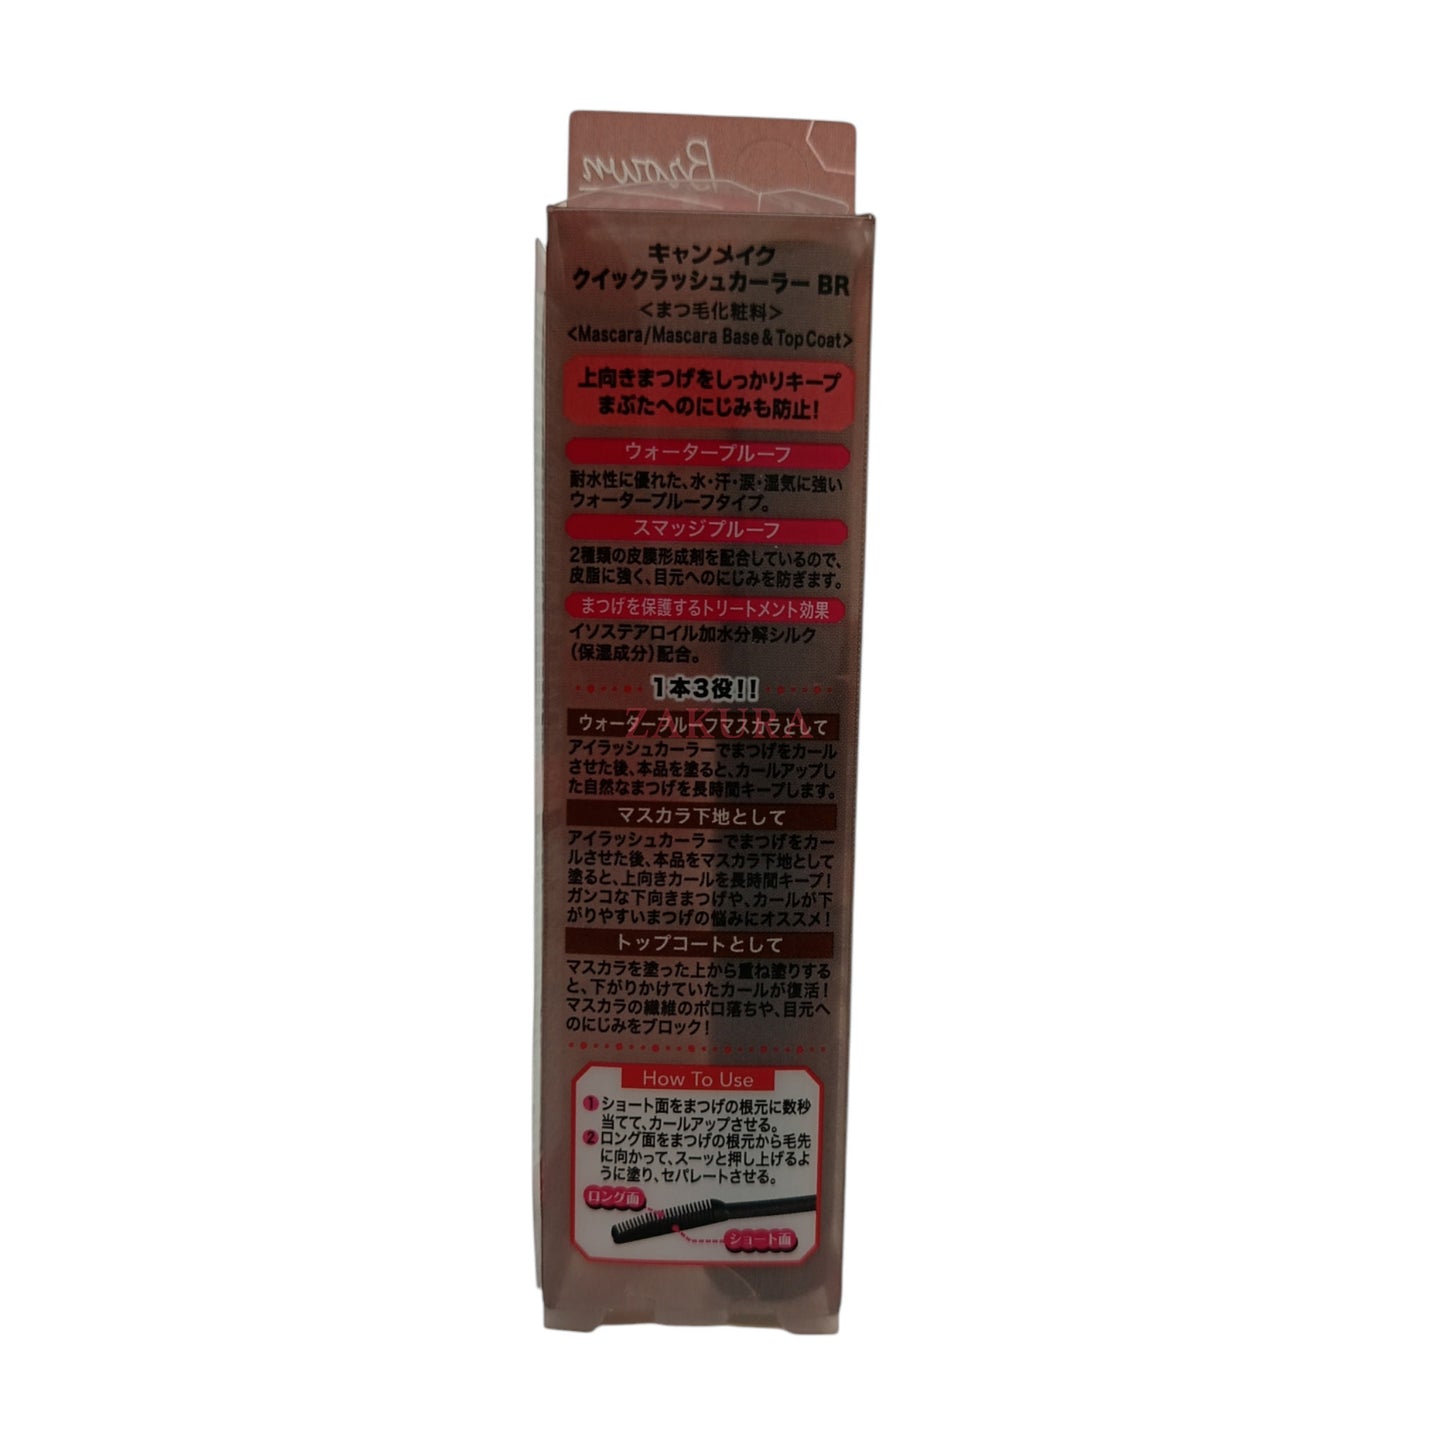 Brown
キャンメイク
クイックラッシュカーラー BR
<まつ毛化粧料>
<Mascara/Mascara Base & Top Coat>
上向きまつげをしっかりキープ
まぶたへのにじみも防止!
ウォータープルーフ
耐水性に優れた、水・汗・涙・湿気に強い
ウォータープルーフタイプ。
スマッジプルーフ
2種類の皮膜形成剤を配合しているので、
皮脂に強く、目元へのにじみを防ぎます。
まつげを保護するトリートメント効果
イソステアロイル加水分解シルク
(保湿成分)配合。
1本3役!!
ZAKURA
ウォータープルーフマスカラとして
アイラッシュカーラーでまつげをカール
させた後、本品を塗ると、カールアップし
た自然なまつげを長時間キープします。
マスカラ下地として
アイラッシュカーラーでまつげをカー
ルさせた後、本品をマスカラ下地として
塗ると、上向きカールを長時間キープ!
ガンコな下向きまつげや、カールが下
がりやすいまつげの悩みにオススメ!
トップコートとして
マスカラを塗った上から重ね塗りする
と、下がりかけていたカールが復活!
マスカラの繊維のポロ落ちや、目元へ
のにじみをブロック!
How To Use
1 ショート面をまつげの根元に数秒
当てて、カールアップさせる。
2 ロング面をまつげの根元から毛先
に向かって、スーッと押し上げるよ
うに塗り、セパレートさせる。
ロング面
ショート面